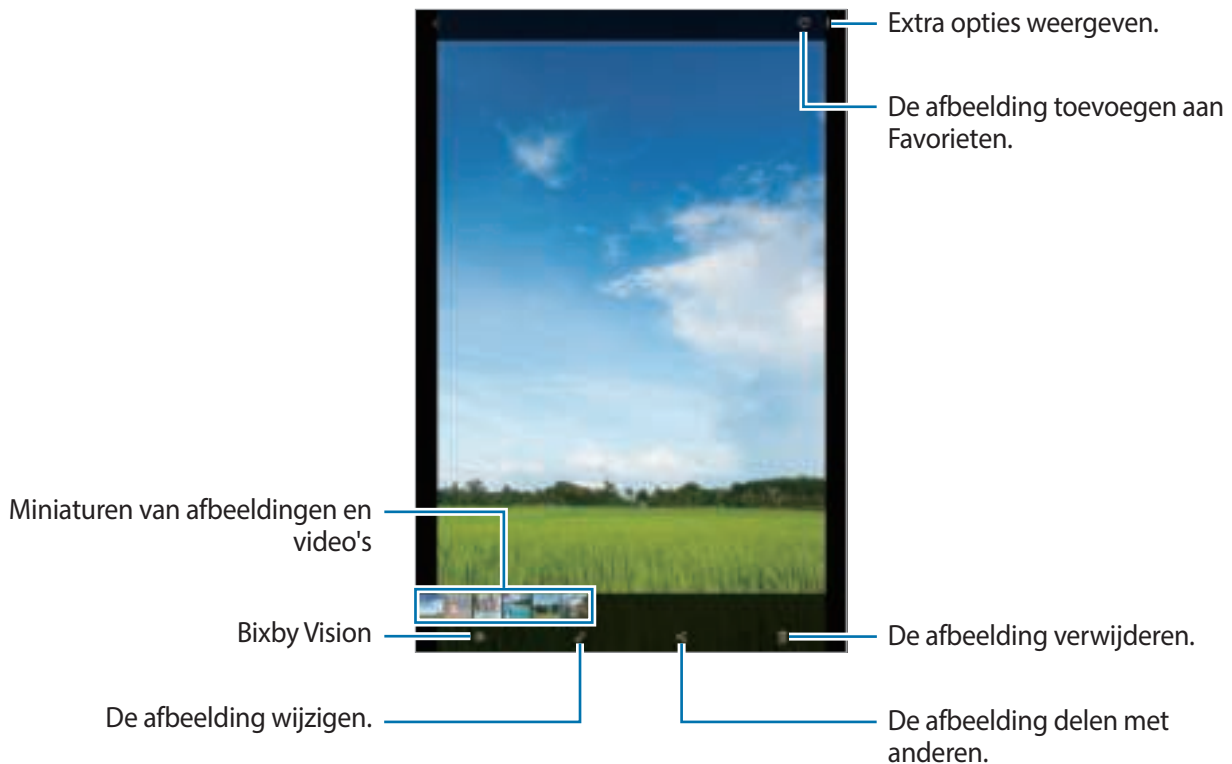 Extra opties weergeven.
De afbeelding toevoegen aan
Favorieten.
Miniaturen van afbeeldingen en
video's
Bixby Vision
De afbeelding verwijderen.
De afbeelding wijzigen.
De afbeelding delen met
anderen.